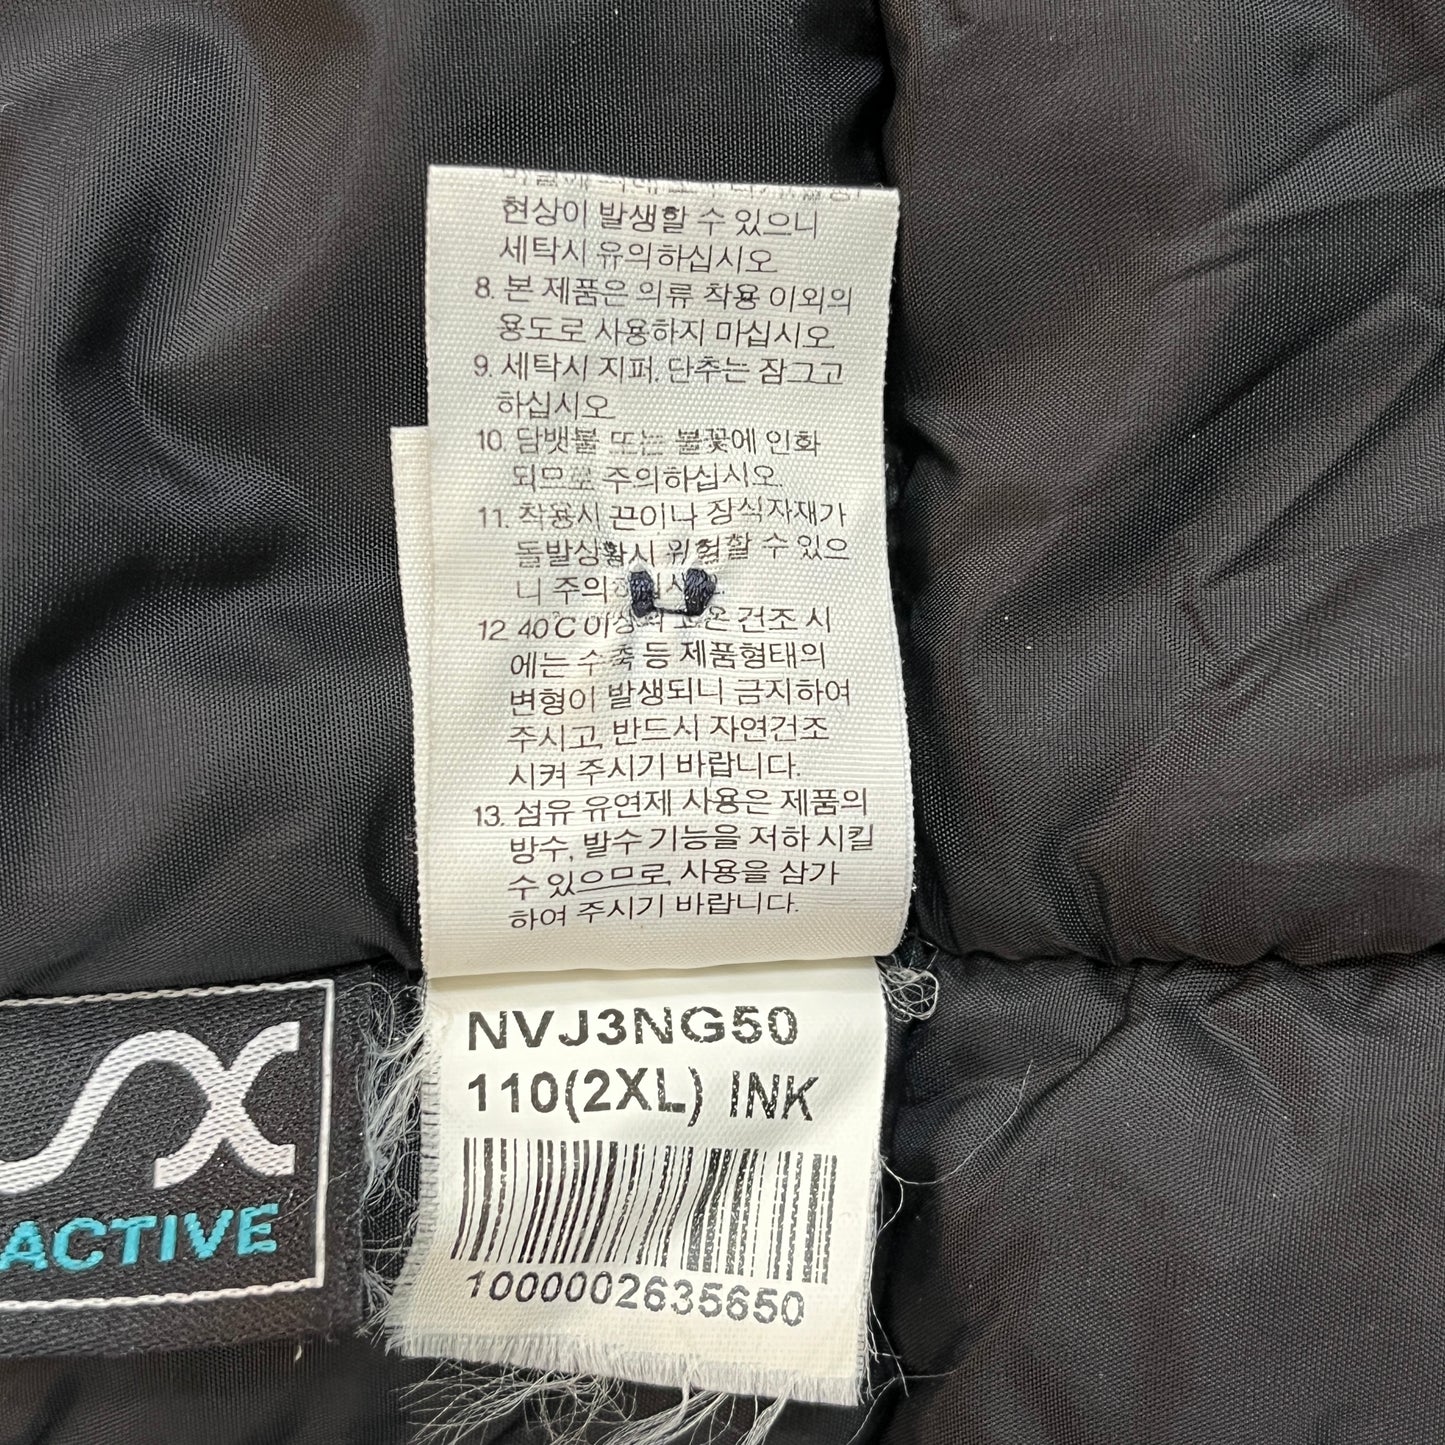 현상이 발생할 수 있으니
세탁시 유의하십시오
8. 본 제품은 의류 착용 이외의
용도로 사용하지 마십시오
9. 세탁시 지퍼, 단추는 잠그고
하십시오
10. 담뱃불 또는 불꽃에 인화
되므로 주의하십시오.
11. 착용시 끈이나 장식자재가
돌발상황시 위험할 수 있으
니 주의
12. 40℃ 이상의 건조 시
에는 수축 등 제품형태의
변형이 발생되니 금지하여
주시고, 반드시 자연건조
시켜 주시기 바랍니다.
13. 섬유 유연제 사용은 제품의
방수, 발수 기능을 저하 시킬
수 있으므로, 사용을 삼가
하여 주시기 바랍니다.
NVJ3NG50
110(2XL) INK
1000002635650
ACTIVE